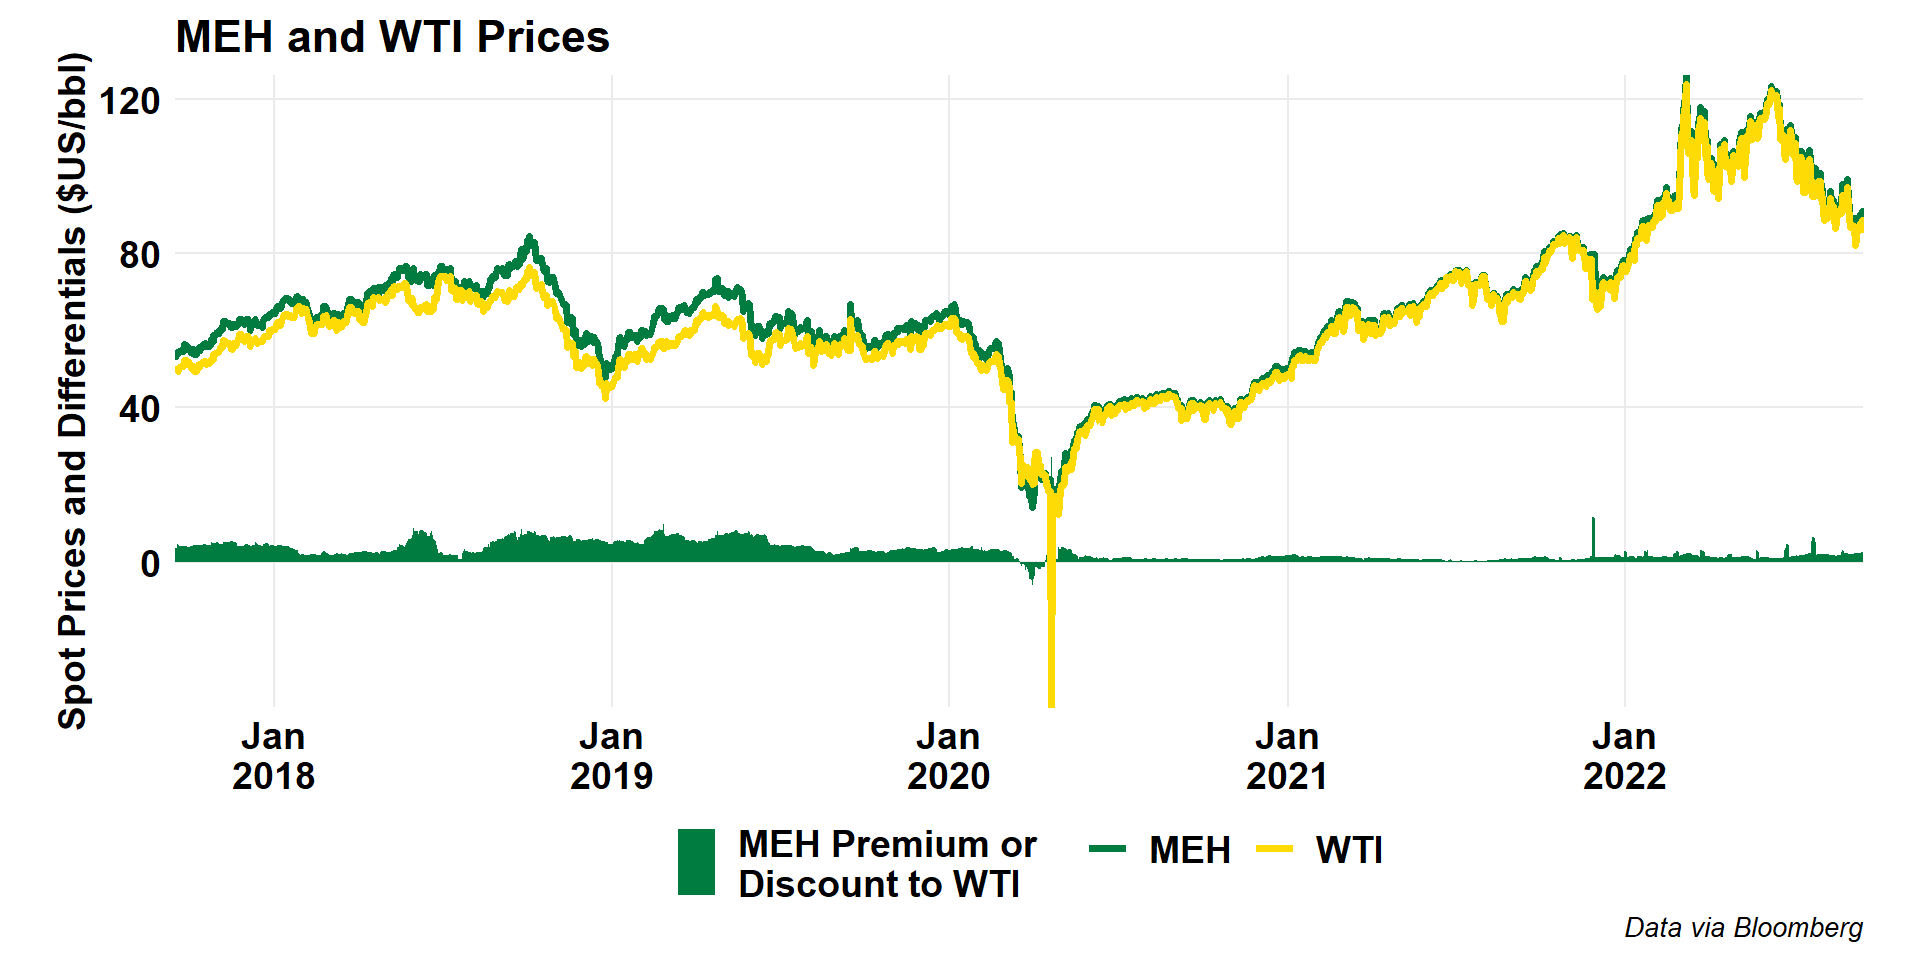 MEH and WTI Prices
Spot Prices and Differentials ($US/bbl)
120
80
40
0
Jan
2018
Jan
2019
Jan
2020
Jan
2021
Jan
2022
MEH Premium or
Discount to WTI
MEH
WTI
Data via Bloomberg